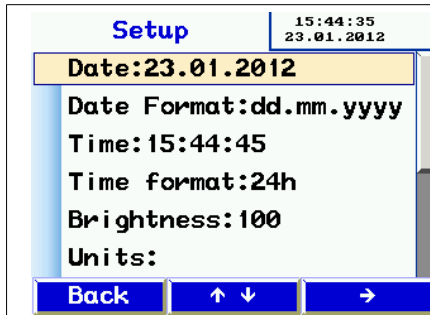 Setup
15:44:35
23.01.2012
Date:23.01.2012
Date Format:dd.mm.yyyy
Time:15:44:45
Time format:24h
Brightness:100
Units:
Back ↑ ↓ →